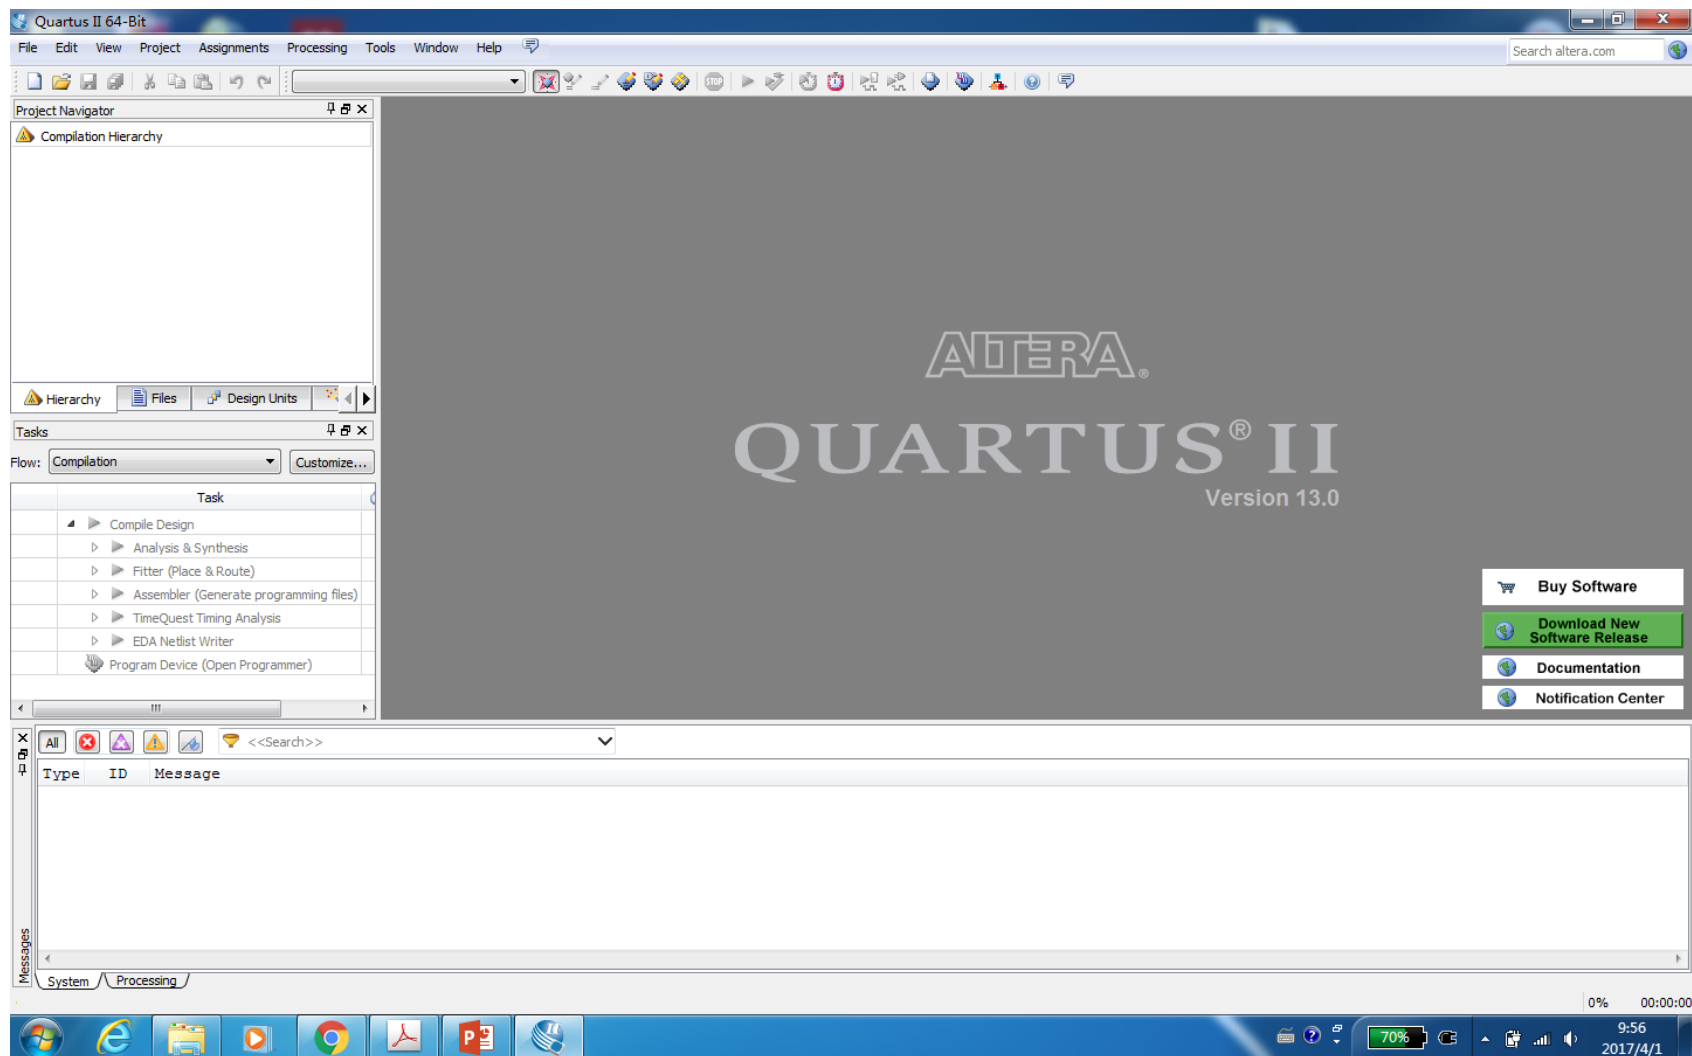 Quartus II 64-Bit
File Edit View Project Assignments Processing Tools Window Help
Search altera.com
STOP
Project Navigator
Compilation Hierarchy
Hierarchy Files Design Units
Tasks
Flow: Compilation Customize...
Task
Compile Design
Analysis & Synthesis
Fitter (Place & Route)
Assembler (Generate programming files)
TimeQuest Timing Analysis
EDA Netlist Writer
Program Device (Open Programmer)
ALTERA®
QUARTUS® II
Version 13.0
Buy Software
Download New
Software Release
Documentation
Notification Center
All <<Search>>
Type ID Message
Messages
System Processing
0% 00:00:00
70%
9:56
2017/4/1